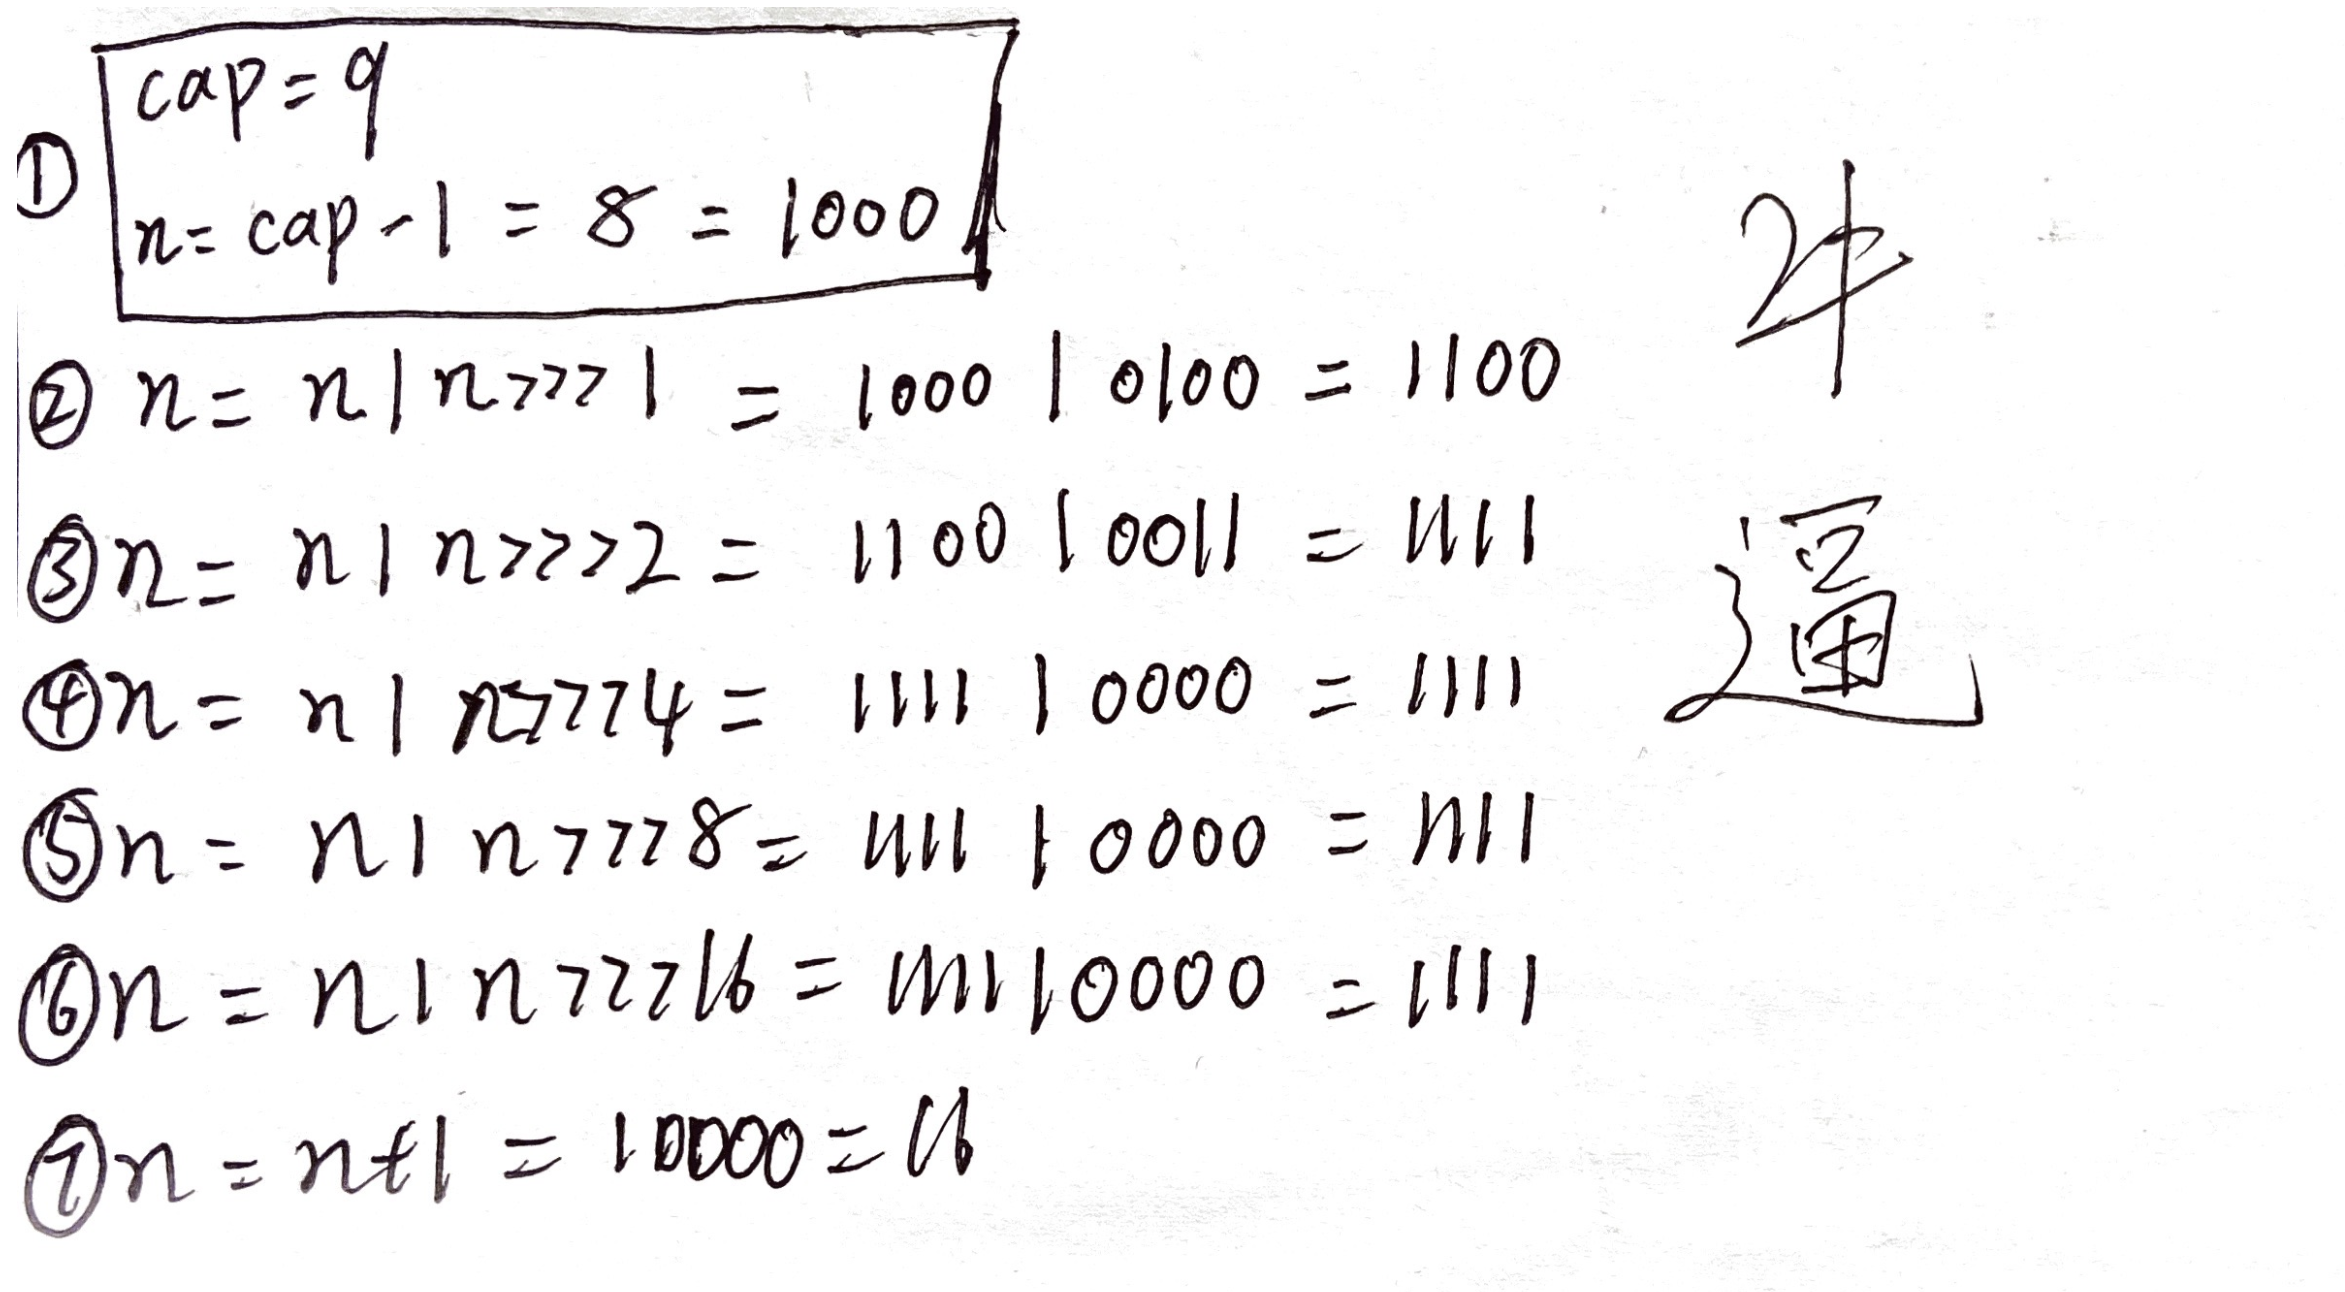 cap = 9
① n = cap - 1 = 8 = 1000
② n = n | n >>> 1 = 1000 | 0100 = 1100
③ n = n | n >>> 2 = 1100 | 0011 = 1111
④ n = n | n >>> 4 = 1111 | 0000 = 1111
⑤ n = n | n >>> 8 = 1111 | 0000 = 1111
⑥ n = n | n >>> 16 = 1111 | 0000 = 1111
⑦ n = n + 1 = 10000 = 16
牛
逼